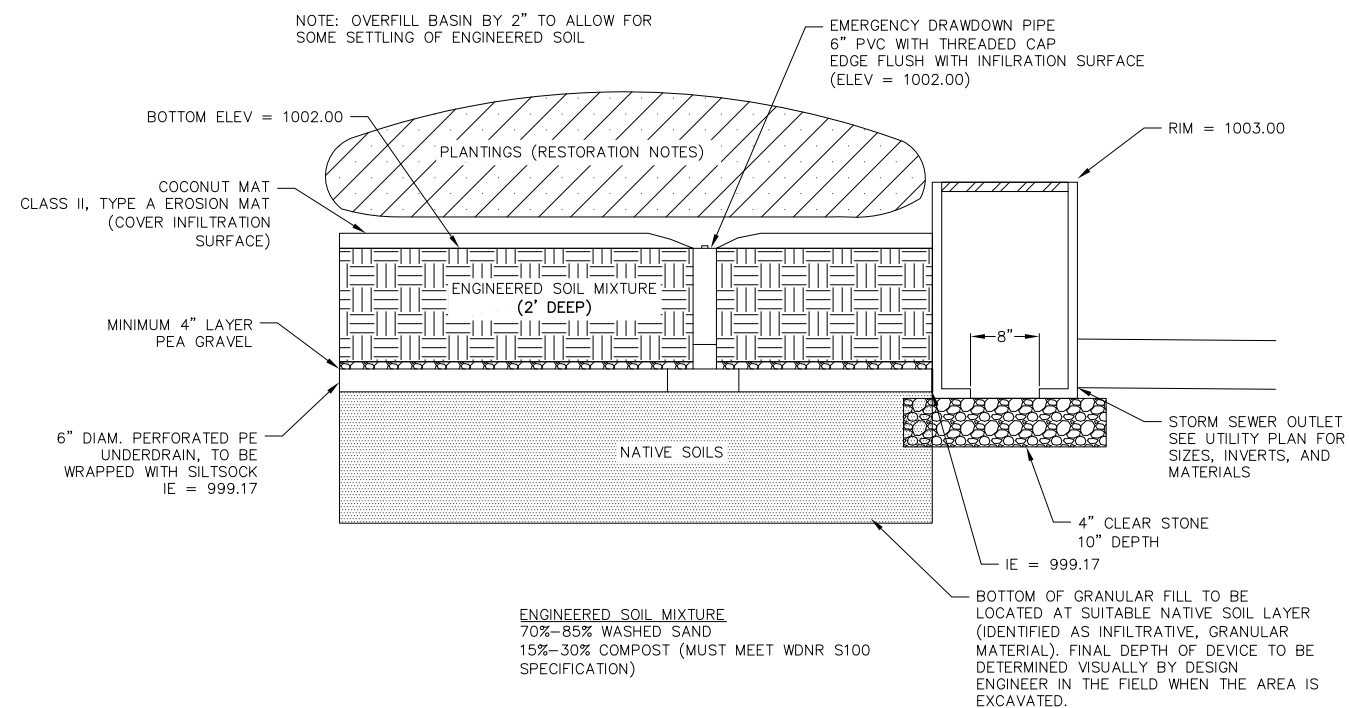 NOTE: OVERFILL BASIN BY 2" TO ALLOW FOR
SOME SETTLING OF ENGINEERED SOIL
EMERGENCY DRAWDOWN PIPE
6" PVC WITH THREADED CAP
EDGE FLUSH WITH INFILRATION SURFACE
(ELEV = 1002.00)
BOTTOM ELEV = 1002.00
RIM = 1003.00
PLANTINGS (RESTORATION NOTES)
COCONUT MAT
CLASS II, TYPE A EROSION MAT
(COVER INFILTRATION
SURFACE)
ENGINEERED SOIL MIXTURE
(2' DEEP)
MINIMUM 4" LAYER
PEA GRAVEL
8"
6" DIAM. PERFORATED PE
UNDERDRAIN, TO BE
WRAPPED WITH SILTSOCK
IE = 999.17
NATIVE SOILS
STORM SEWER OUTLET
SEE UTILITY PLAN FOR
SIZES, INVERTS, AND
MATERIALS
4" CLEAR STONE
10" DEPTH
IE = 999.17
BOTTOM OF GRANULAR FILL TO BE
LOCATED AT SUITABLE NATIVE SOIL LAYER
(IDENTIFIED AS INFILTRATIVE, GRANULAR
MATERIAL). FINAL DEPTH OF DEVICE TO BE
DETERMINED VISUALLY BY DESIGN
ENGINEER IN THE FIELD WHEN THE AREA IS
EXCAVATED.
ENGINEERED SOIL MIXTURE
70%-85% WASHED SAND
15%-30% COMPOST (MUST MEET WDNR S100
SPECIFICATION)